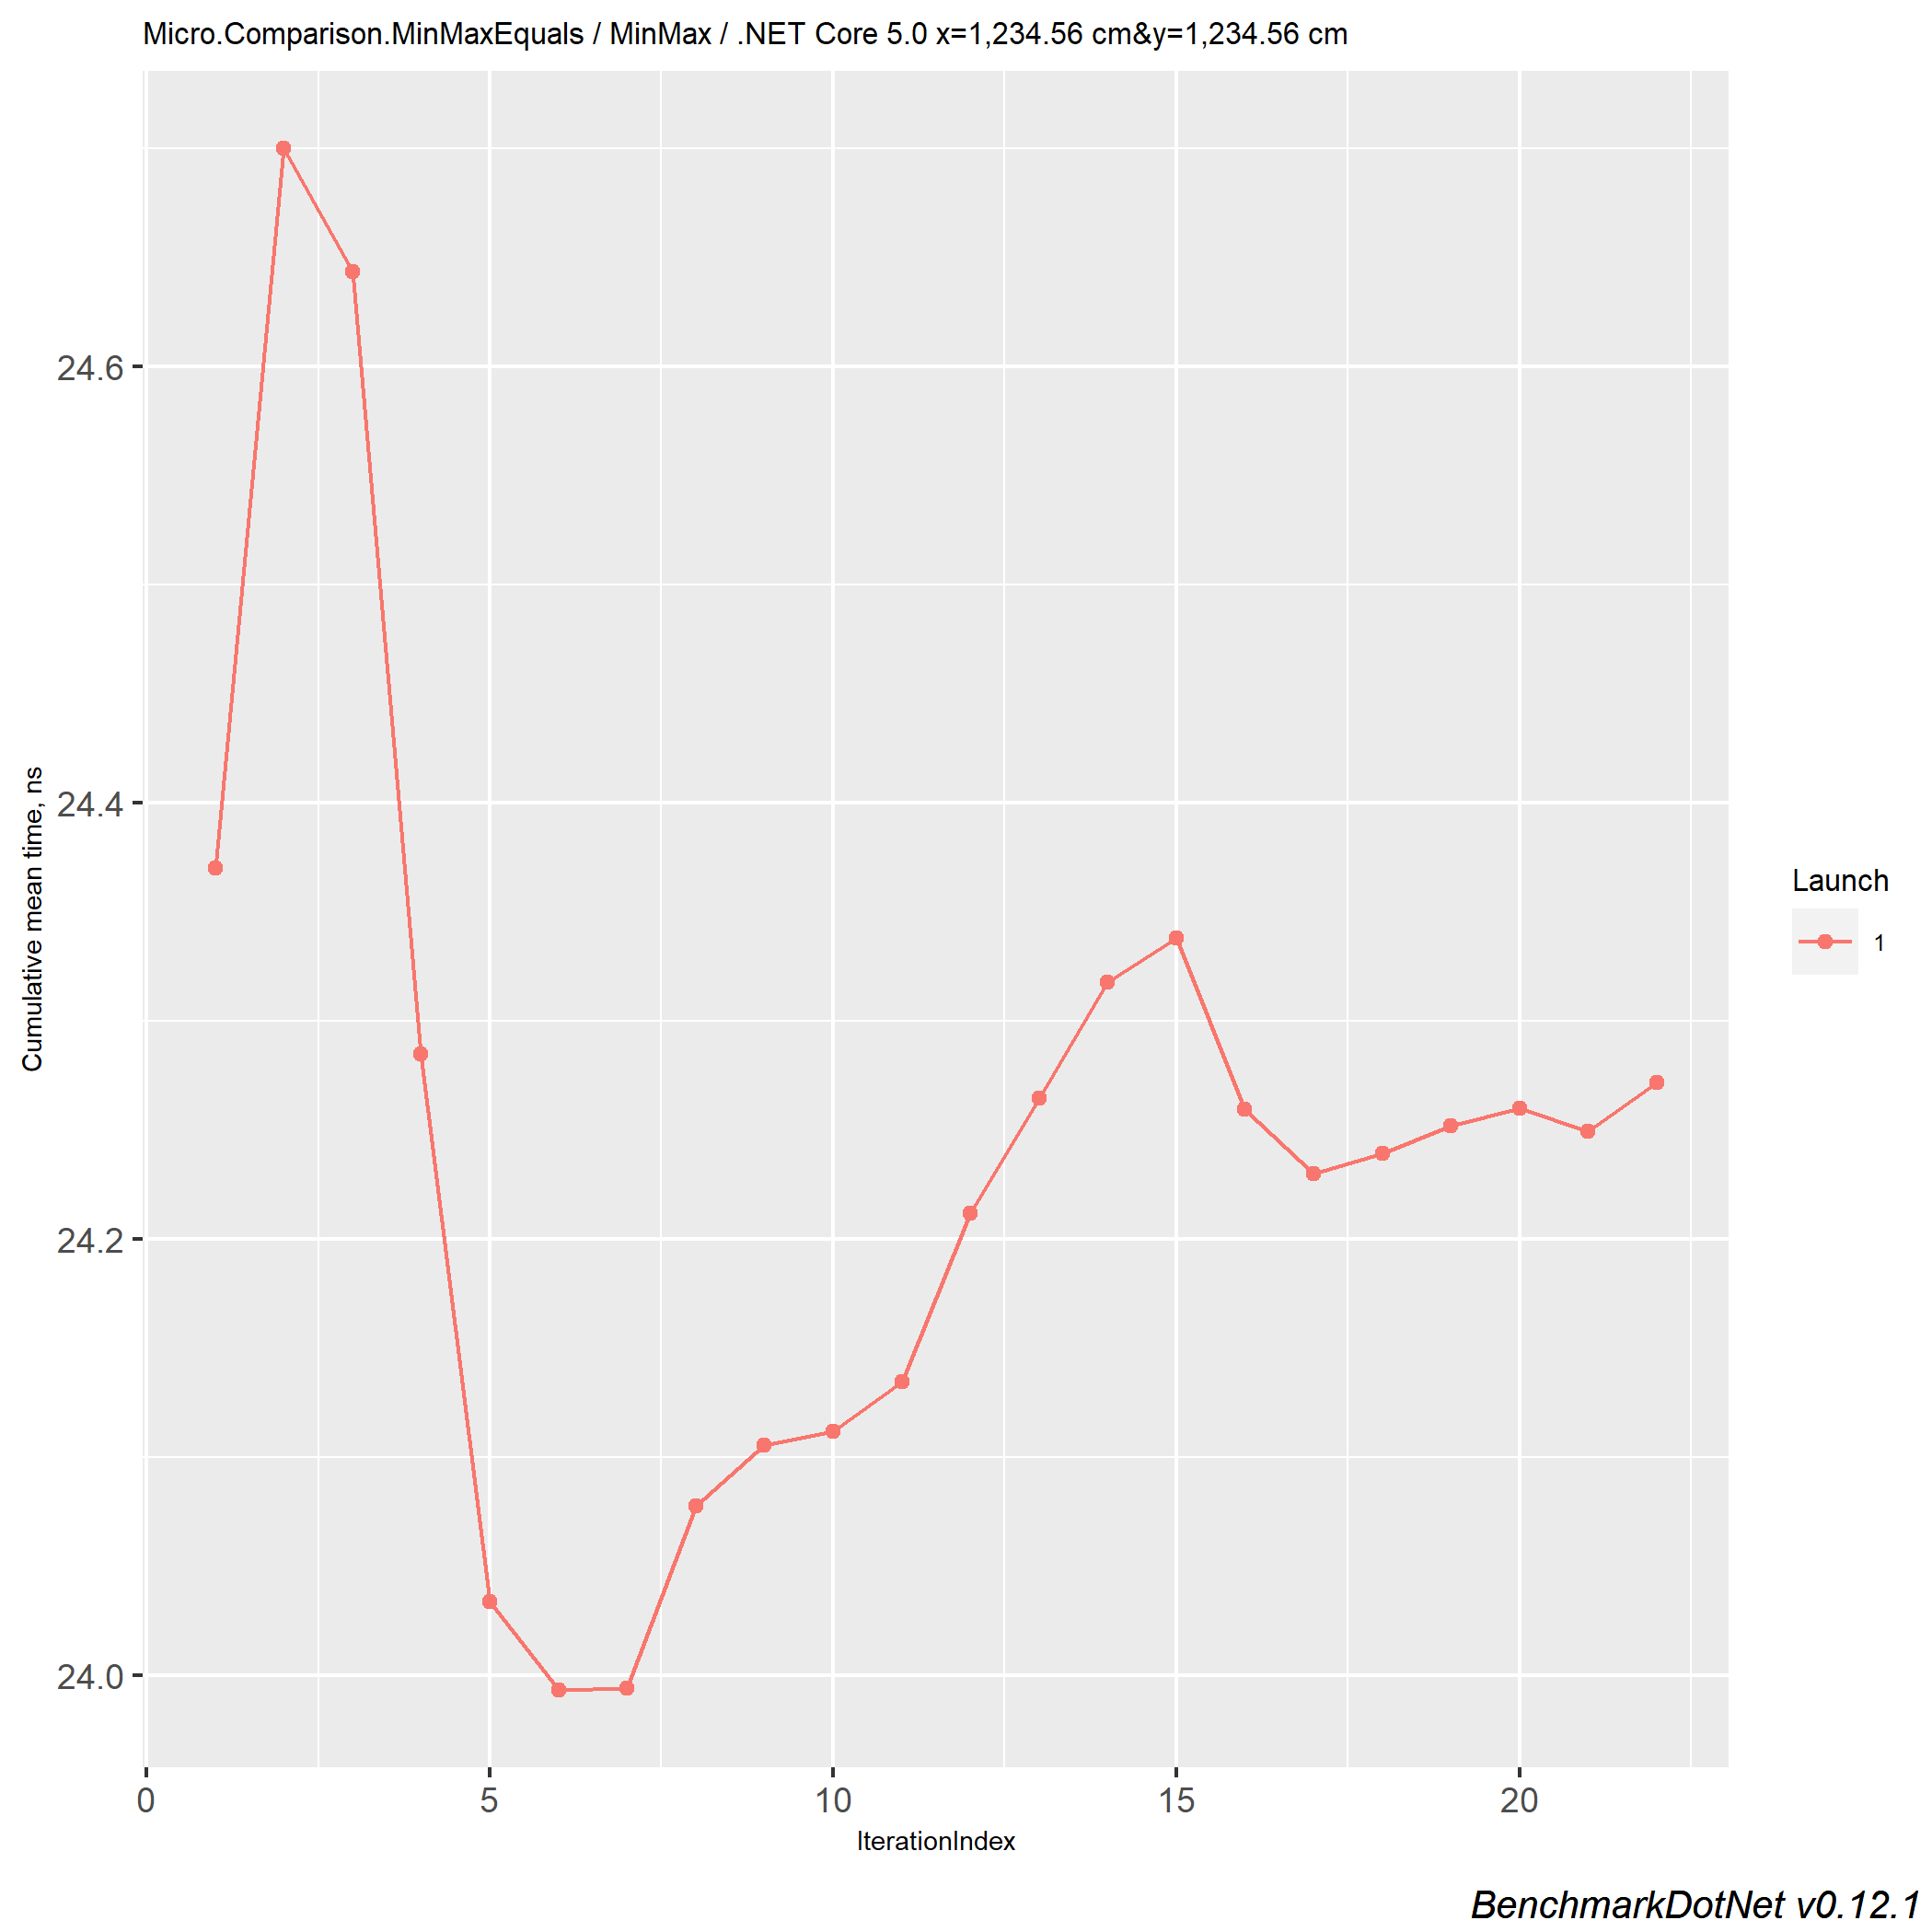 Micro.Comparison.MinMaxEquals / MinMax / .NET Core 5.0 x=1,234.56 cm&y=1,234.56 cm
Cumulative mean time, ns
24.6
24.4
24.2
24.0
0 5 10 15 20
IterationIndex
Launch
1
BenchmarkDotNet v0.12.1